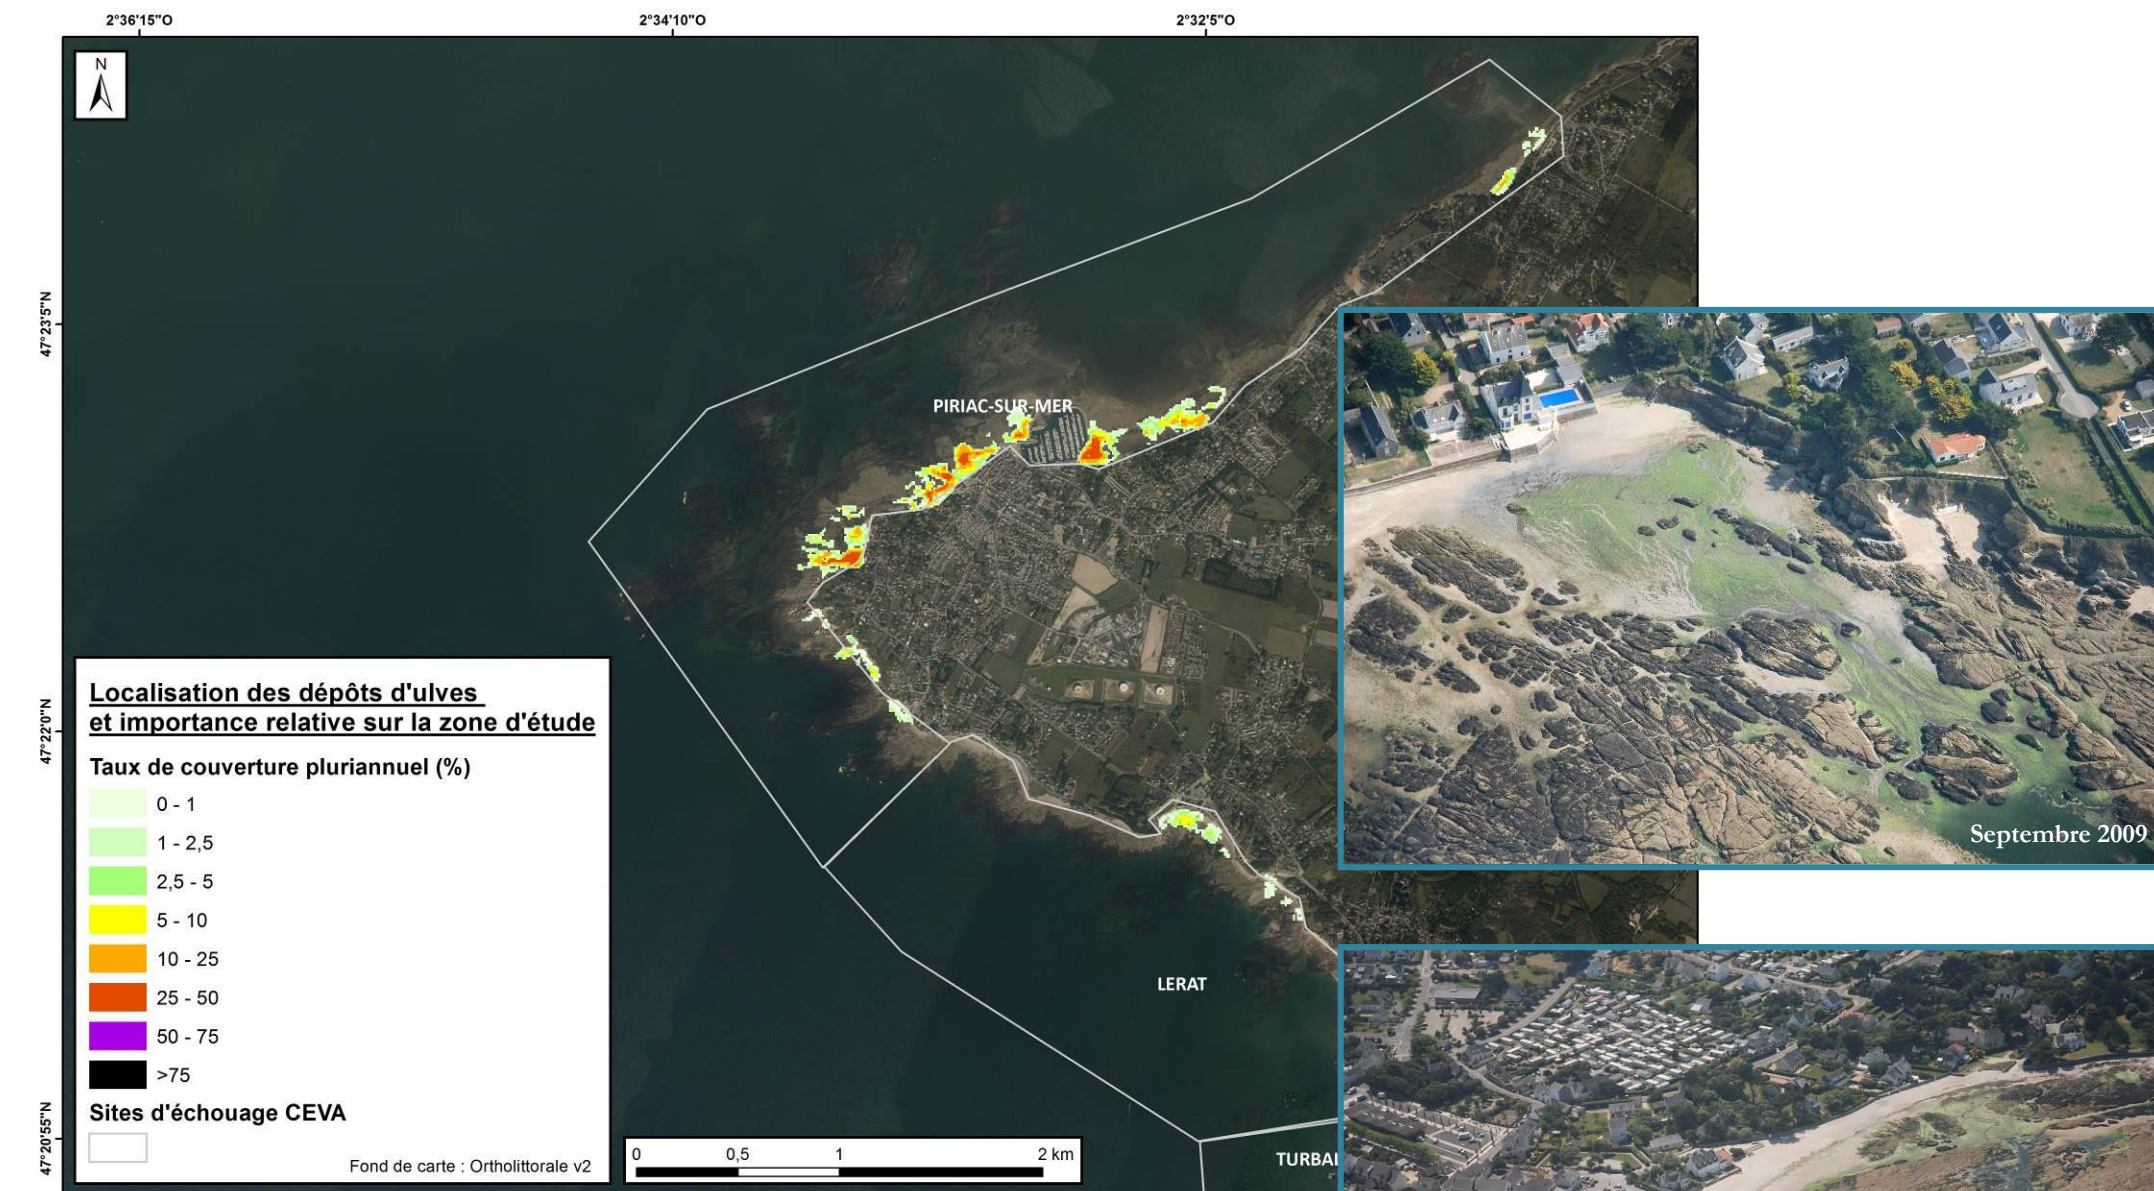 2°36'15"O
2°34'10"O
2°32'5"O
N
47°23'5"N
PIRIAC-SUR-MER
47°22'0"N
Septembre 2009
Localisation des dépôts d'ulves
et importance relative sur la zone d'étude
Taux de couverture pluriannuel (%)
0 - 1
1 - 2,5
2,5 - 5
5 - 10
10 - 25
25 - 50
50 - 75
>75
Sites d'échouage CEVA
Fond de carte : Ortholittorale v2
LERAT
47°20'55"N
0
0,5
1
2 km
TURBAL